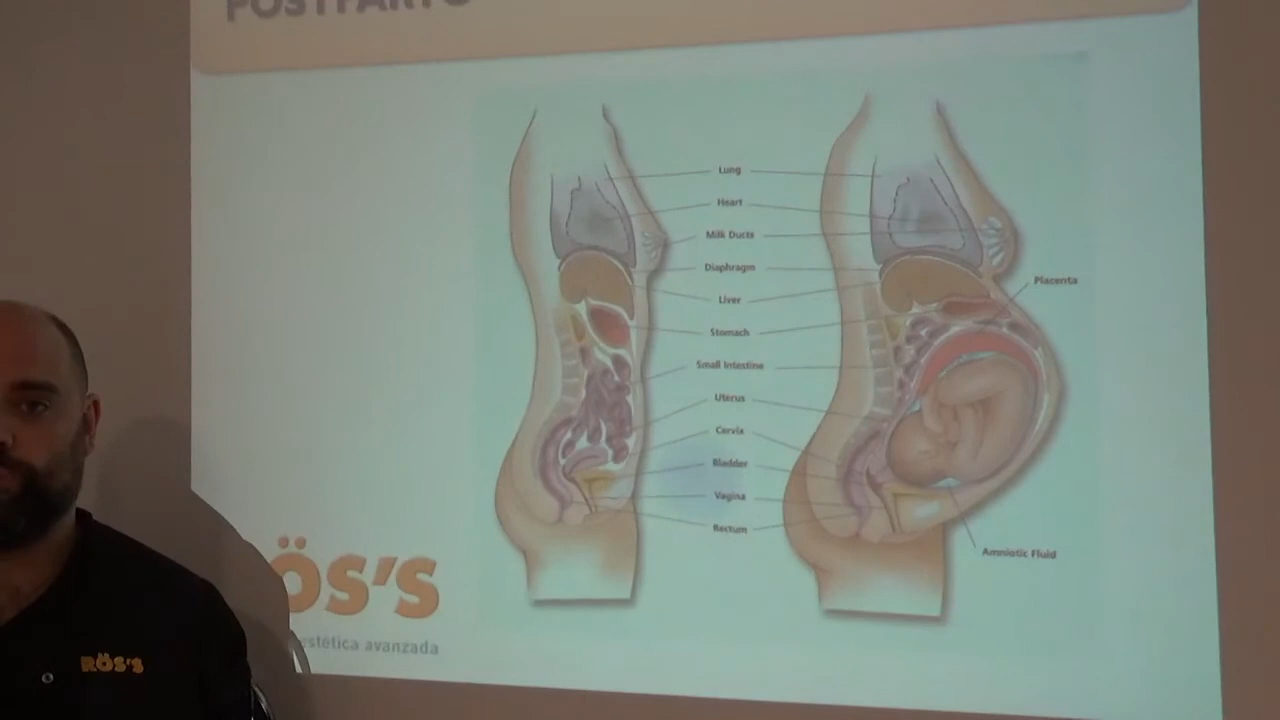 POSTPARTO
Lung
Heart
Milk Ducts
Diaphragm
Placenta
Liver
Stomach
Small Intestine
Uterus
Cervix
Bladder
Vagina
Rectum
Amniotic Fluid
ÖS'S
estética avanzada
RÖS'S